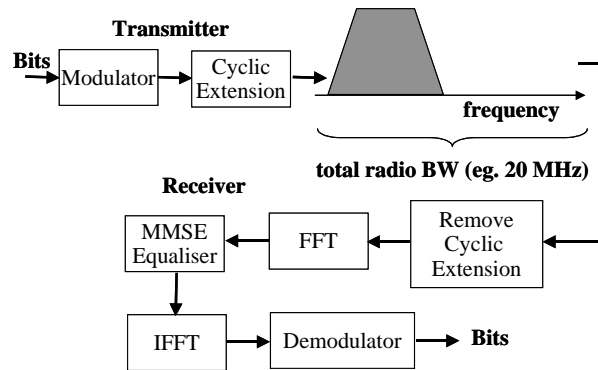 Transmitter
Bits
Modulator
Cyclic
Extension
frequency
total radio BW (eg. 20 MHz)
Receiver
MMSE
Equaliser
FFT
Remove
Cyclic
Extension
IFFT
Demodulator
Bits